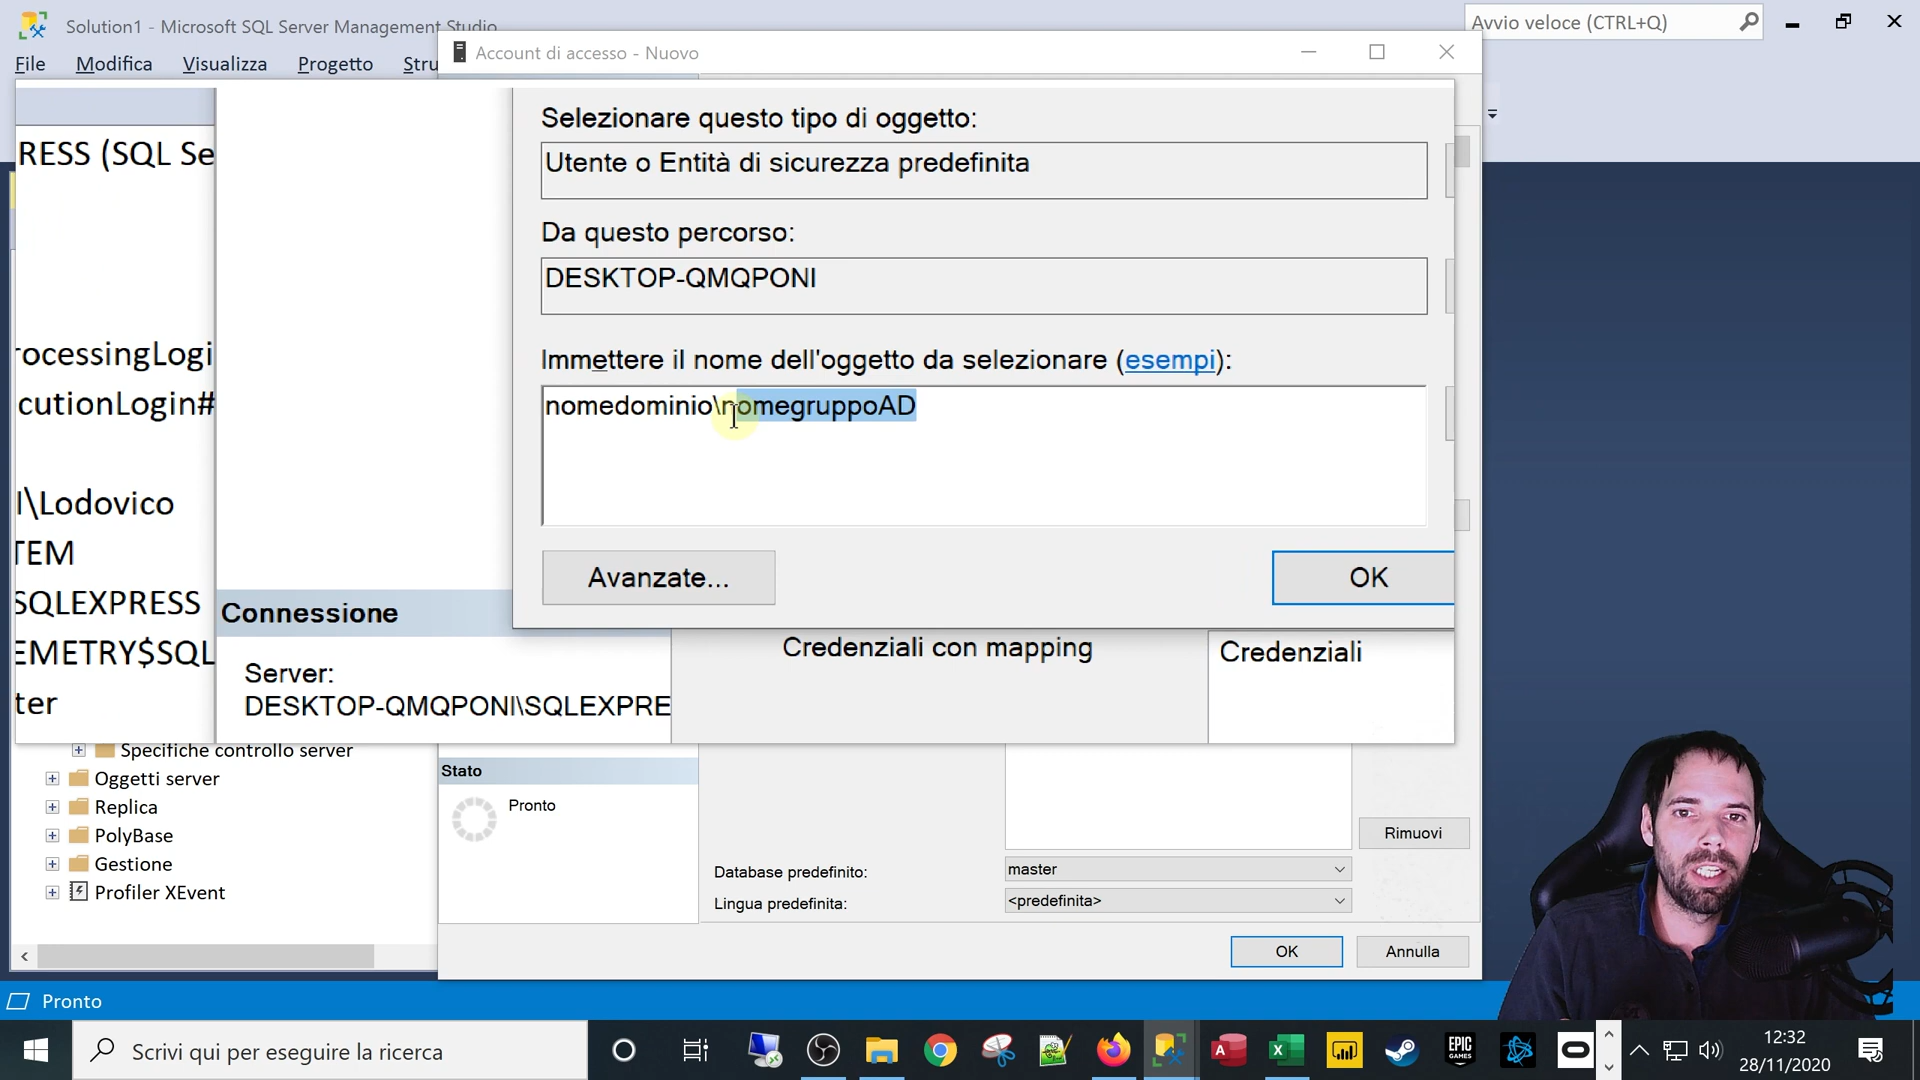 Solution1 - Microsoft SQL Server Management Studio
Avvio veloce (CTRL+Q)
File Modifica Visualizza Progetto Stru
Account di accesso - Nuovo
Selezionare questo tipo di oggetto:
Utente o Entità di sicurezza predefinita
Da questo percorso:
DESKTOP-QMQPONI
Immettere il nome dell'oggetto da selezionare (esempi):
nomedominio\nomegruppoAD
Avanzate...
OK
RESS (SQL Se
rocessingLogi
cutionLogin#
I\Lodovico
TEM
SQLEXPRESS
EMETRY$SQL
ter
Connessione
Server:
DESKTOP-QMQPONI\SQLEXPRE
Credenziali con mapping
Credenziali
Specifiche controllo server
Oggetti server
Replica
PolyBase
Gestione
Profiler XEvent
Stato
Pronto
Rimuovi
Database predefinito:
master
Lingua predefinita:
<predefinita>
OK
Annulla
Pronto
Scrivi qui per eseguire la ricerca
A
X
EPIC
GAMES
12:32
28/11/2020